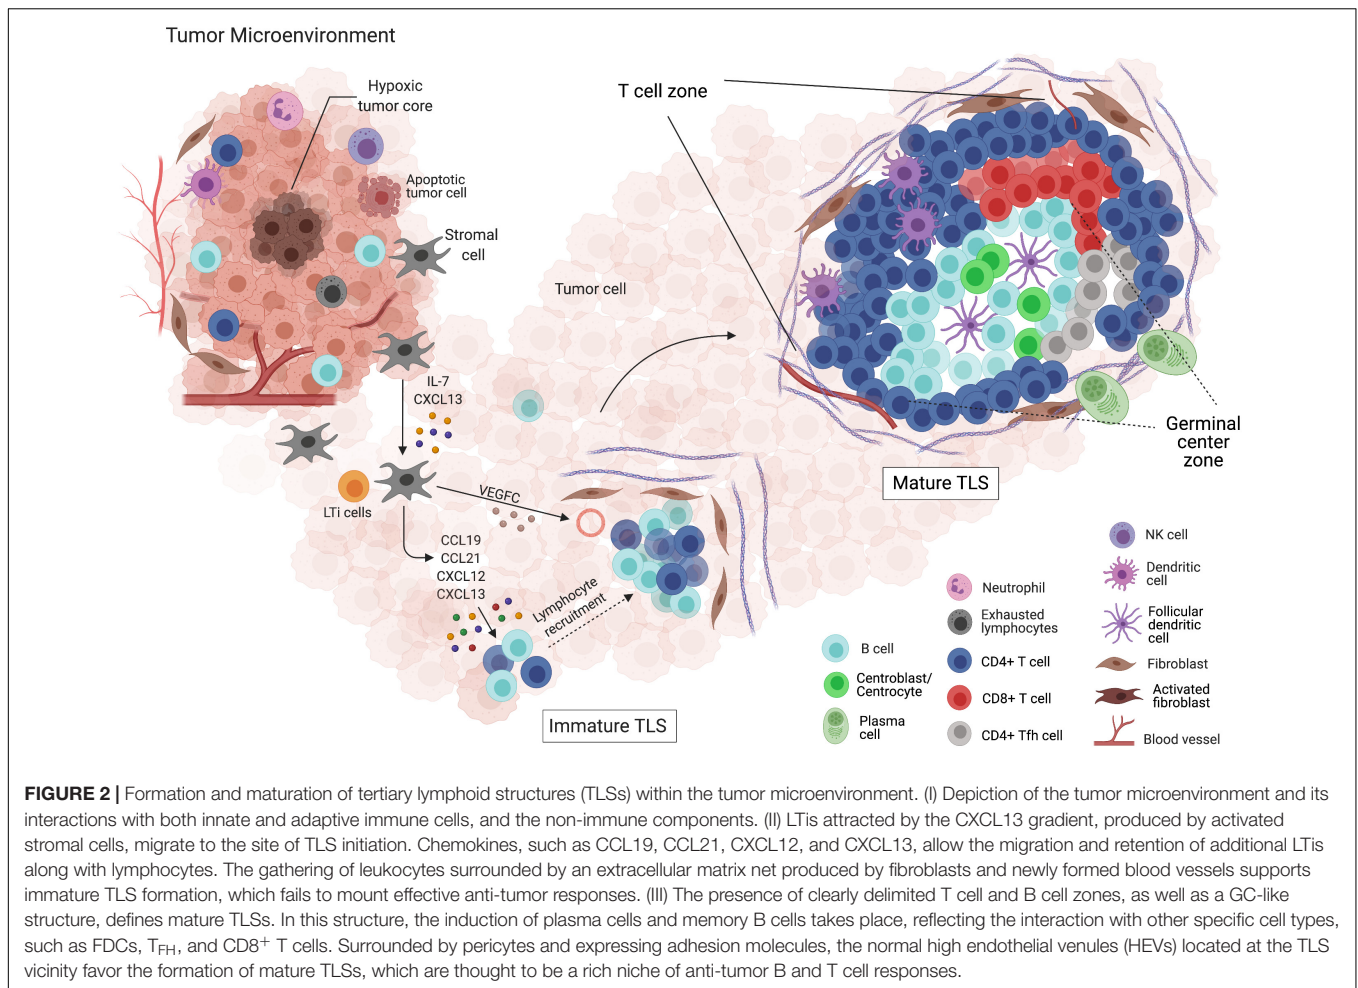 Tumor Microenvironment
Hypoxic
tumor core
Apoptotic
tumor cell
Stromal
cell
T cell zone
Tumor cell
IL-7
CXCL13
LTi cells
VEGFC
CCL19
CCL21
CXCL12
CXCL13
Lymphocyte
recruitment
Immature TLS
Mature TLS
Germinal
center
zone
B cell
Centroblast/
Centrocyte
Plasma
cell
Neutrophil
Exhausted
lymphocytes
CD4+ T cell
CD8+ T cell
CD4+ Tfh cell
NK cell
Dendritic
cell
Follicular
dendritic
cell
Fibroblast
Activated
fibroblast
Blood vessel
FIGURE 2 | Formation and maturation of tertiary lymphoid structures (TLSs) within the tumor microenvironment. (I) Depiction of the tumor microenvironment and its
interactions with both innate and adaptive immune cells, and the non-immune components. (II) LTis attracted by the CXCL13 gradient, produced by activated
stromal cells, migrate to the site of TLS initiation. Chemokines, such as CCL19, CCL21, CXCL12, and CXCL13, allow the migration and retention of additional LTis
along with lymphocytes. The gathering of leukocytes surrounded by an extracellular matrix net produced by fibroblasts and newly formed blood vessels supports
immature TLS formation, which fails to mount effective anti-tumor responses. (III) The presence of clearly delimited T cell and B cell zones, as well as a GC-like
structure, defines mature TLSs. In this structure, the induction of plasma cells and memory B cells takes place, reflecting the interaction with other specific cell types,
such as FDCs, TFH, and CD8+ T cells. Surrounded by pericytes and expressing adhesion molecules, the normal high endothelial venules (HEVs) located at the TLS
vicinity favor the formation of mature TLSs, which are thought to be a rich niche of anti-tumor B and T cell responses.